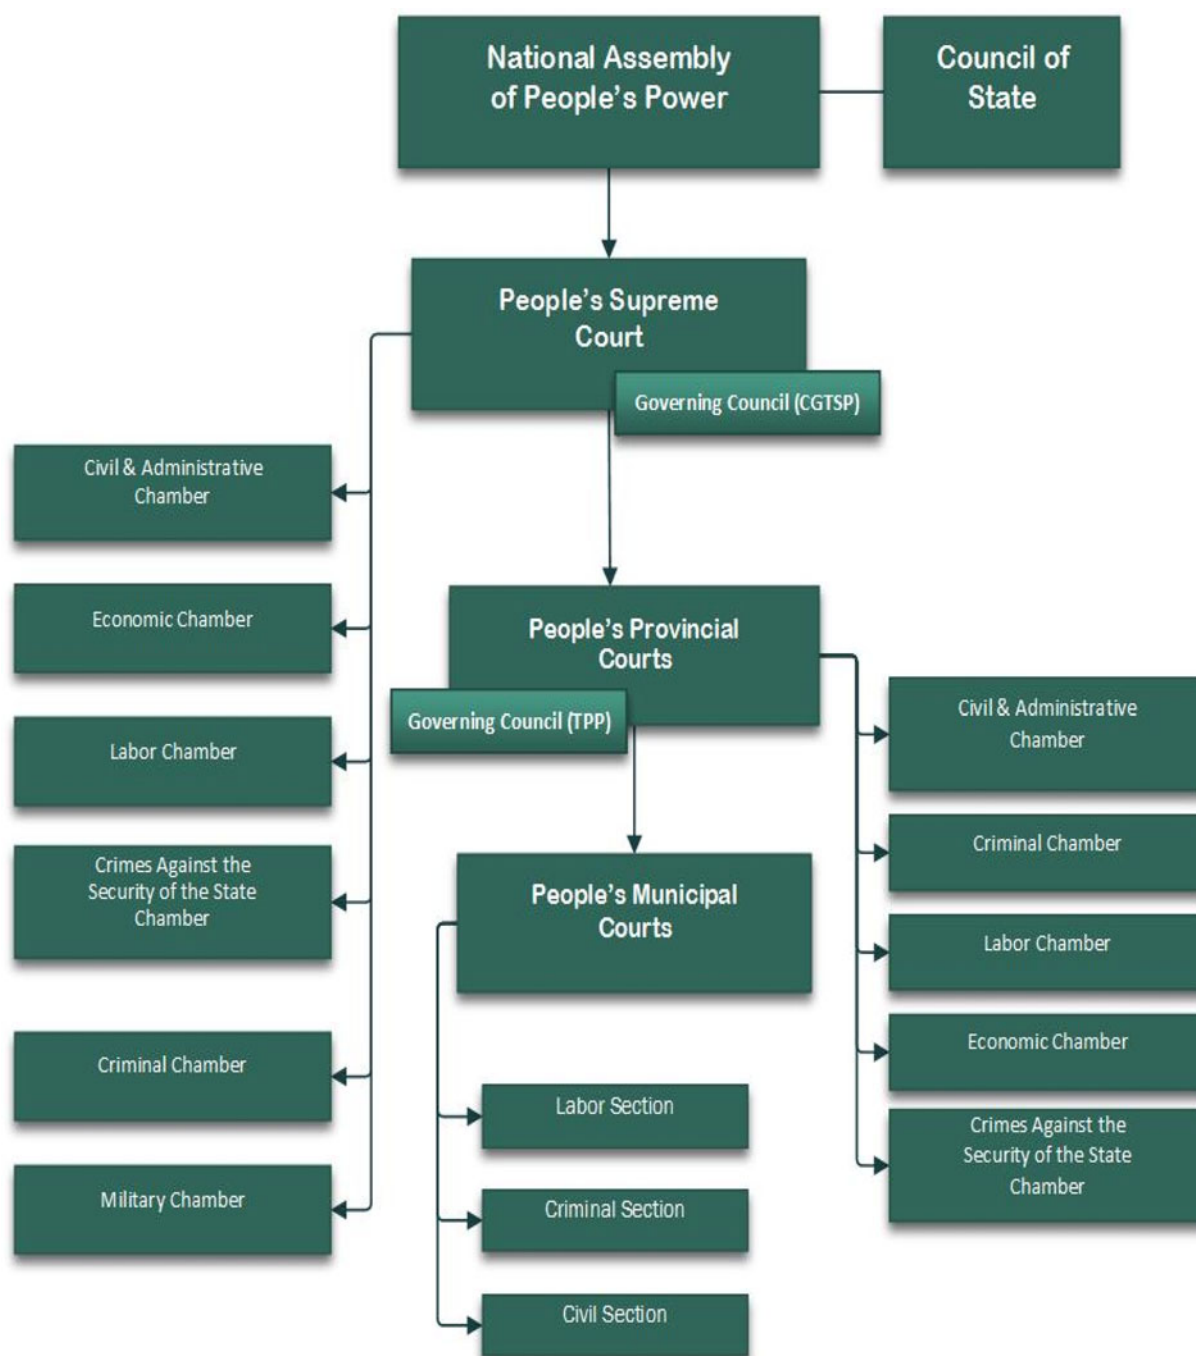 National Assembly
of People's Power
Council of
State
People's Supreme
Court
Governing Council (CGTSP)
Civil & Administrative
Chamber
Economic Chamber
Labor Chamber
Crimes Against the
Security of the State
Chamber
Criminal Chamber
Military Chamber
People's Provincial
Courts
Governing Council (TPP)
Civil & Administrative
Chamber
Criminal Chamber
Labor Chamber
Economic Chamber
Crimes Against the
Security of the State
Chamber
People's Municipal
Courts
Labor Section
Criminal Section
Civil Section